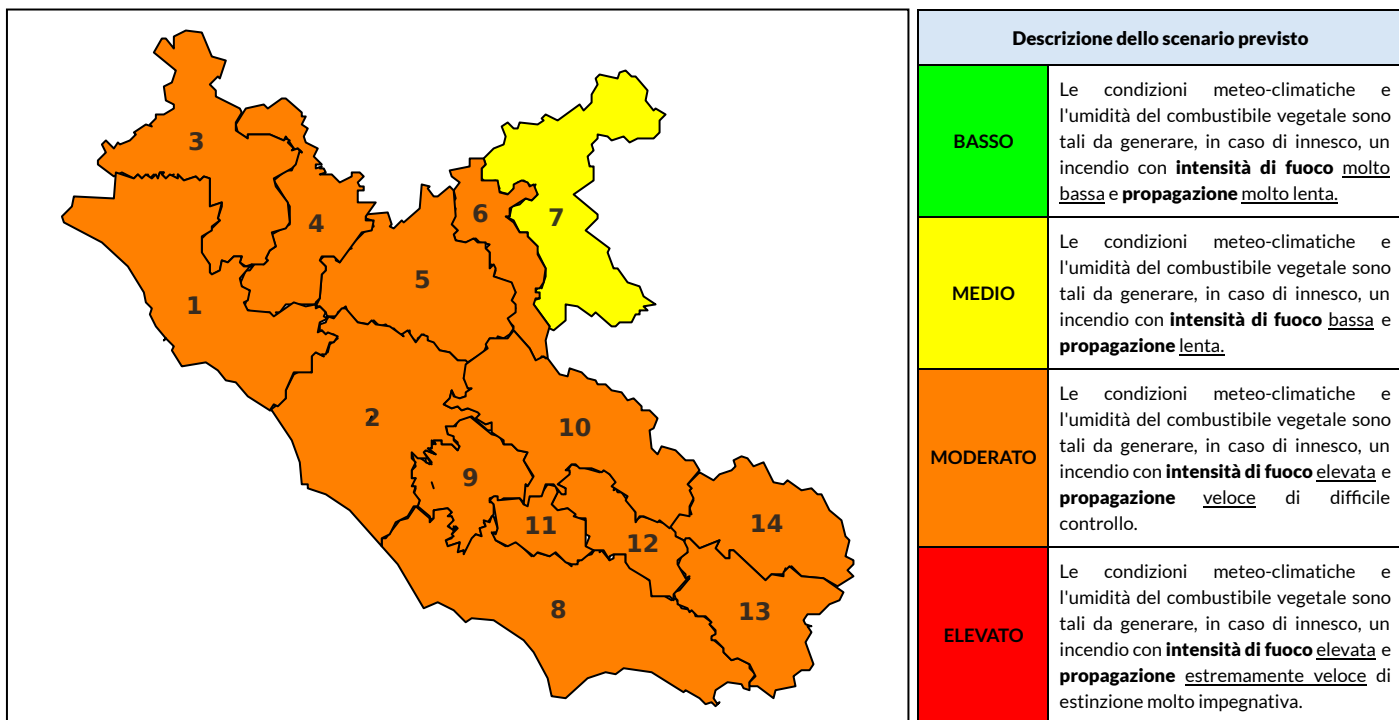 3
4
6
7
5
1
2
10
9
11
12
14
8
13
Descrizione dello scenario previsto
BASSO
Le condizioni meteo-climatiche e
l'umidità del combustibile vegetale sono
tali da generare, in caso di innesco, un
incendio con intensità di fuoco molto
bassa e propagazione molto lenta.
MEDIO
Le condizioni meteo-climatiche e
l'umidità del combustibile vegetale sono
tali da generare, in caso di innesco, un
incendio con intensità di fuoco bassa e
propagazione lenta.
MODERATO
Le condizioni meteo-climatiche e
l'umidità del combustibile vegetale sono
tali da generare, in caso di innesco, un
incendio con intensità di fuoco elevata e
propagazione veloce di difficile
controllo.
ELEVATO
Le condizioni meteo-climatiche e
l'umidità del combustibile vegetale sono
tali da generare, in caso di innesco, un
incendio con intensità di fuoco elevata e
propagazione estremamente veloce di
estinzione molto impegnativa.